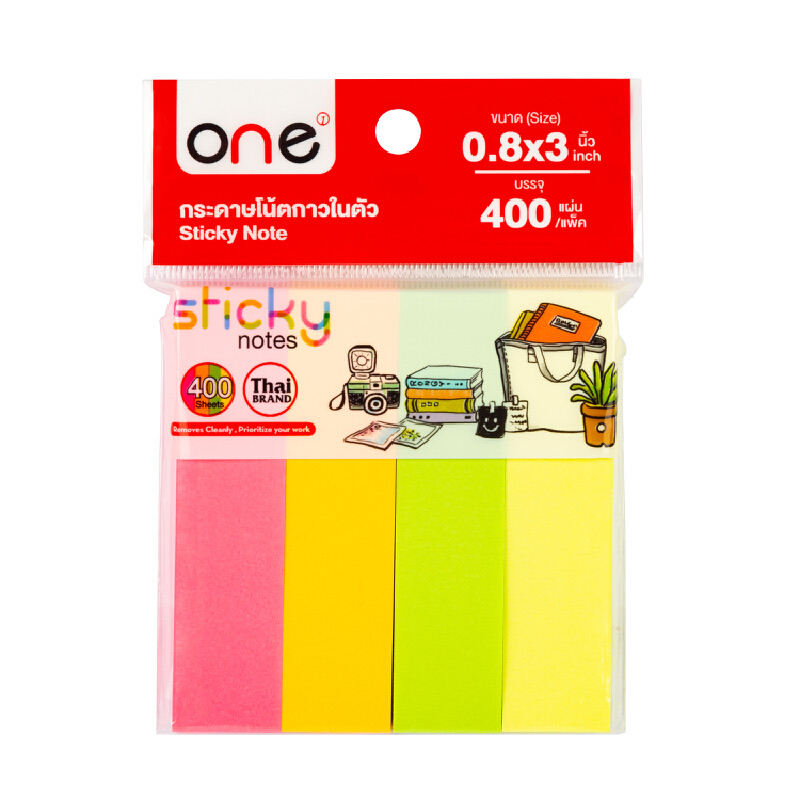 one
ขนาด (Size)
0.8x3 นิ้ว inch
บรรจุ
400 แผ่น /แพ็ค
กระดาษโน้ตกาวในตัว
Sticky Note
sticky
notes
400
Sheets
Thai
BRAND
Removes Cleanly , Prioritize your work